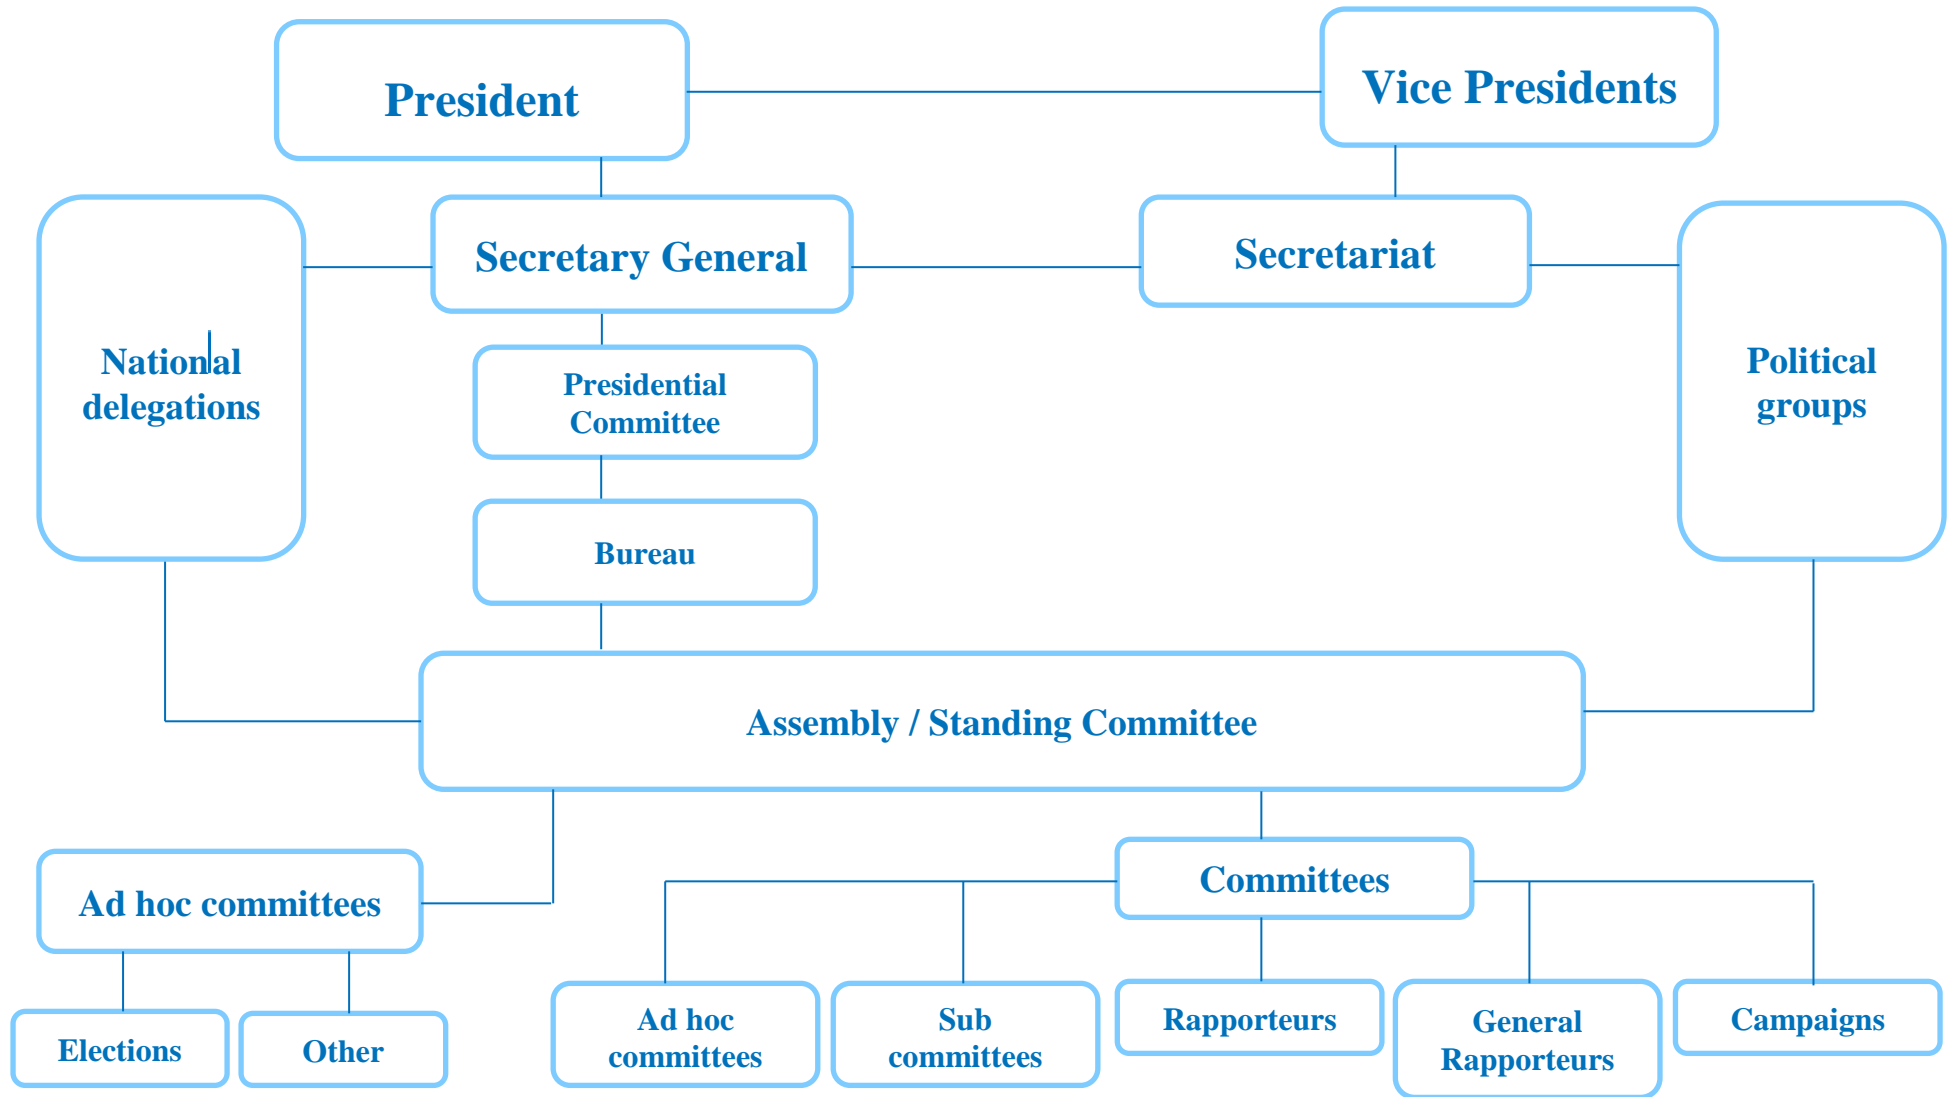 President
Vice Presidents
Secretary General
Secretariat
National
delegations
Presidential
Committee
Political
groups
Bureau
Assembly / Standing Committee
Ad hoc committees
Committees
Elections
Other
Ad hoc
committees
Sub
committees
Rapporteurs
General
Rapporteurs
Campaigns